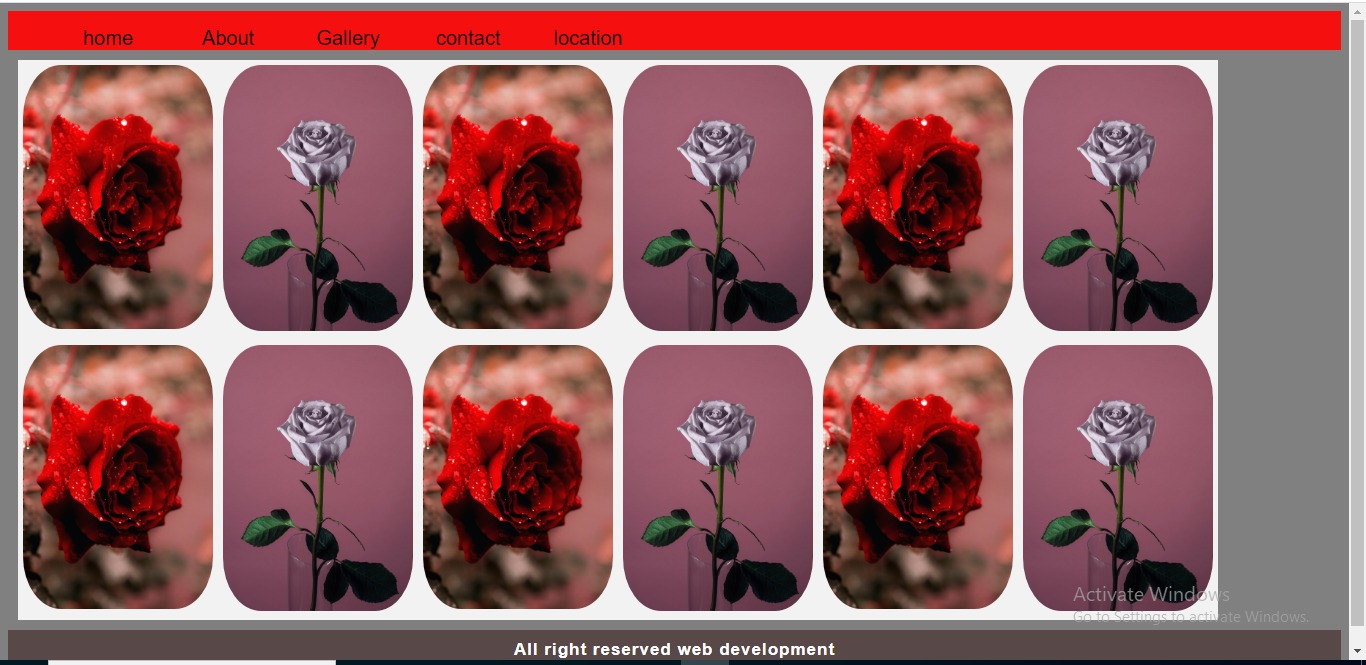 home About Gallery contact location
Activate Windows
Go to Settings to activate Windows.
All right reserved web development